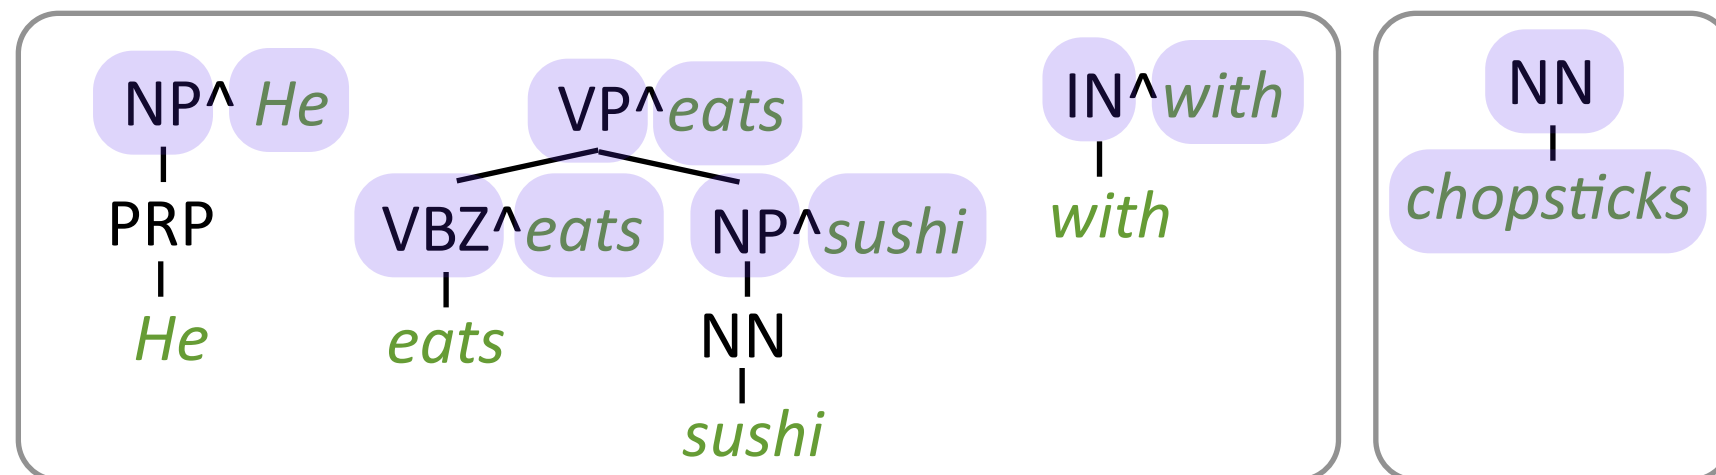 NP^He VP^eats IN^with NN
PRP VBZ^eats NP^sushi with chopsticks
He eats NN
sushi